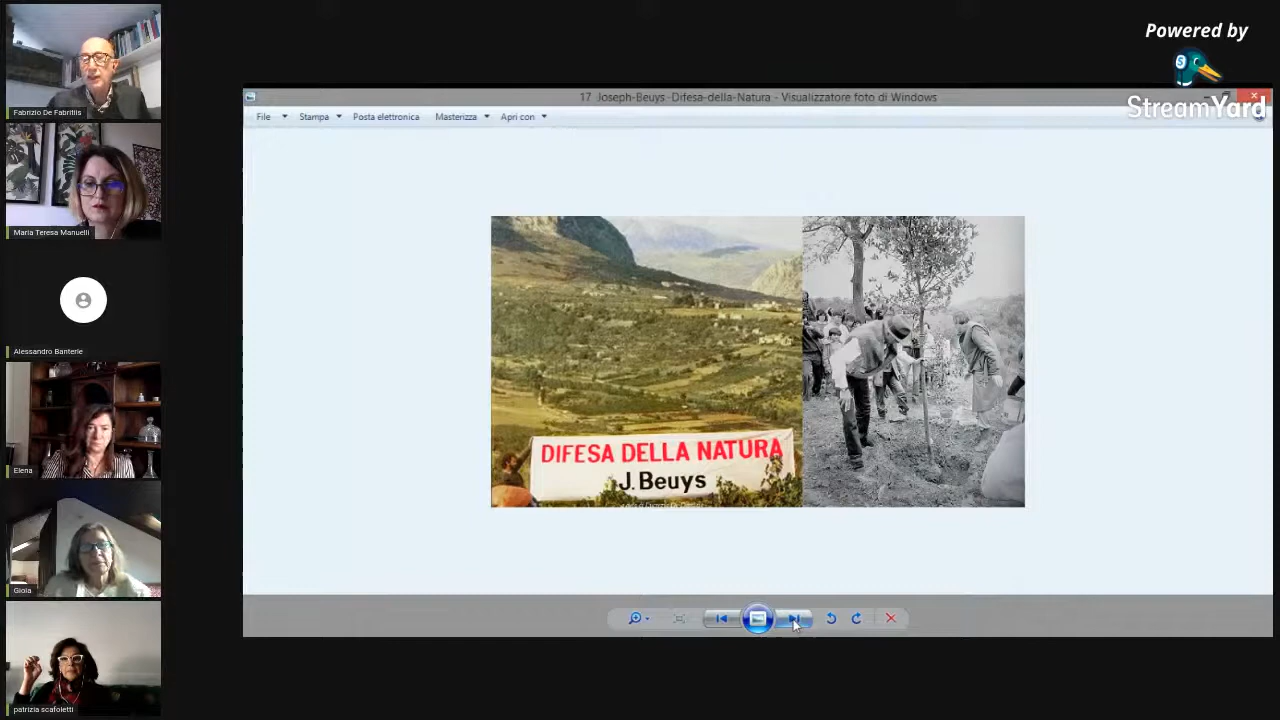 Powered by
StreamYard
17 Joseph-Beuys.-Difesa-della-Natura - Visualizzatore foto di Windows
File Stampa Posta elettronica Masterizza Apri con
DIFESA DELLA NATURA
J. Beuys
Fabrizio De Fabritiis
Maria Teresa Manuelli
Alessandro Banterle
Elena
Gioia
patrizia scafoletti